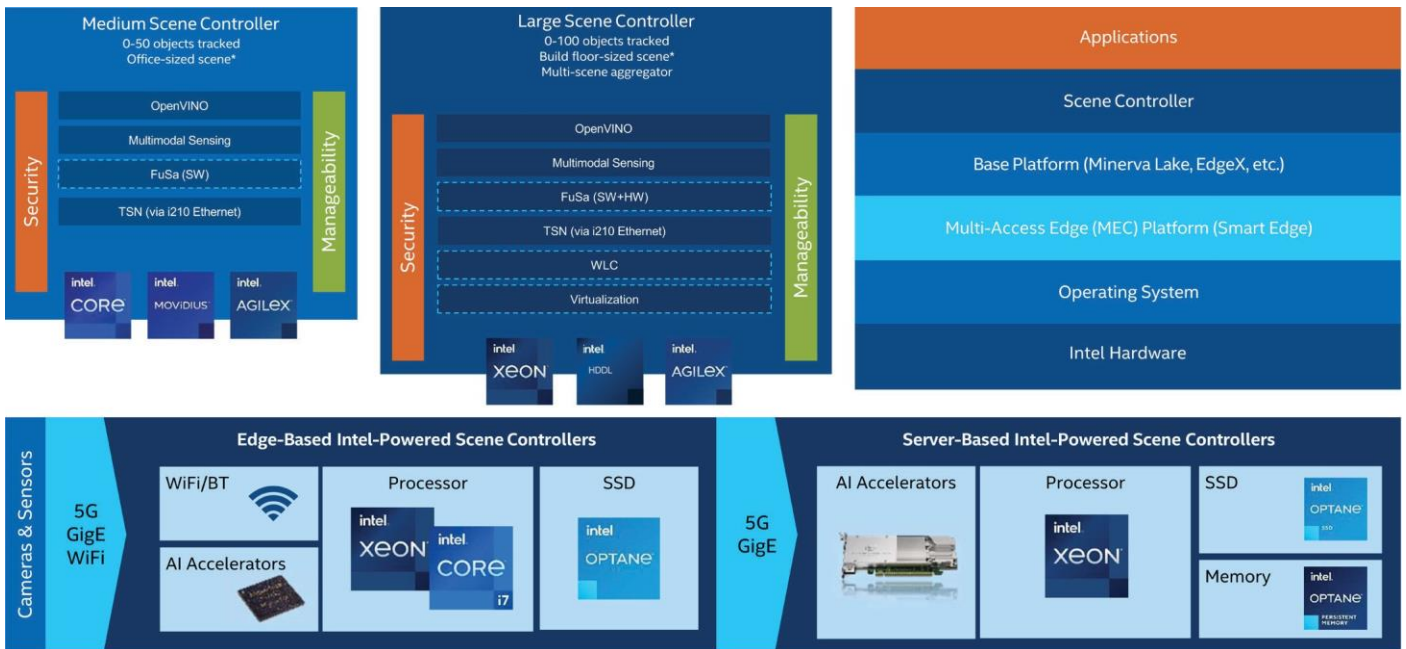 Medium Scene Controller
0-50 objects tracked
Office-sized scene*
Security
OpenVINO
Multimodal Sensing
FuSa (SW)
TSN (via i210 Ethernet)
Manageability
intel.
CORE
intel.
MOVIDIUS
intel.
AGILEX
Large Scene Controller
0-100 objects tracked
Build floor-sized scene*
Multi-scene aggregator
Security
OpenVINO
Multimodal Sensing
FuSa (SW+HW)
TSN (via i210 Ethernet)
WLC
Virtualization
Manageability
intel
XEON
intel.
HDDL
intel.
AGILEX
Applications
Scene Controller
Base Platform (Minerva Lake, EdgeX, etc.)
Multi-Access Edge (MEC) Platform (Smart Edge)
Operating System
Intel Hardware
Cameras & Sensors
5G
GigE
WiFi
Edge-Based Intel-Powered Scene Controllers
WiFi/BT
AI Accelerators
Processor
intel.
XEON
intel.
CORE
i7
SSD
intel
OPTANE
5G
GigE
Server-Based Intel-Powered Scene Controllers
AI Accelerators
Processor
intel.
XEON
SSD
intel
OPTANE
SSD
Memory
intel.
OPTANE
PERSISTENT
MEMORY